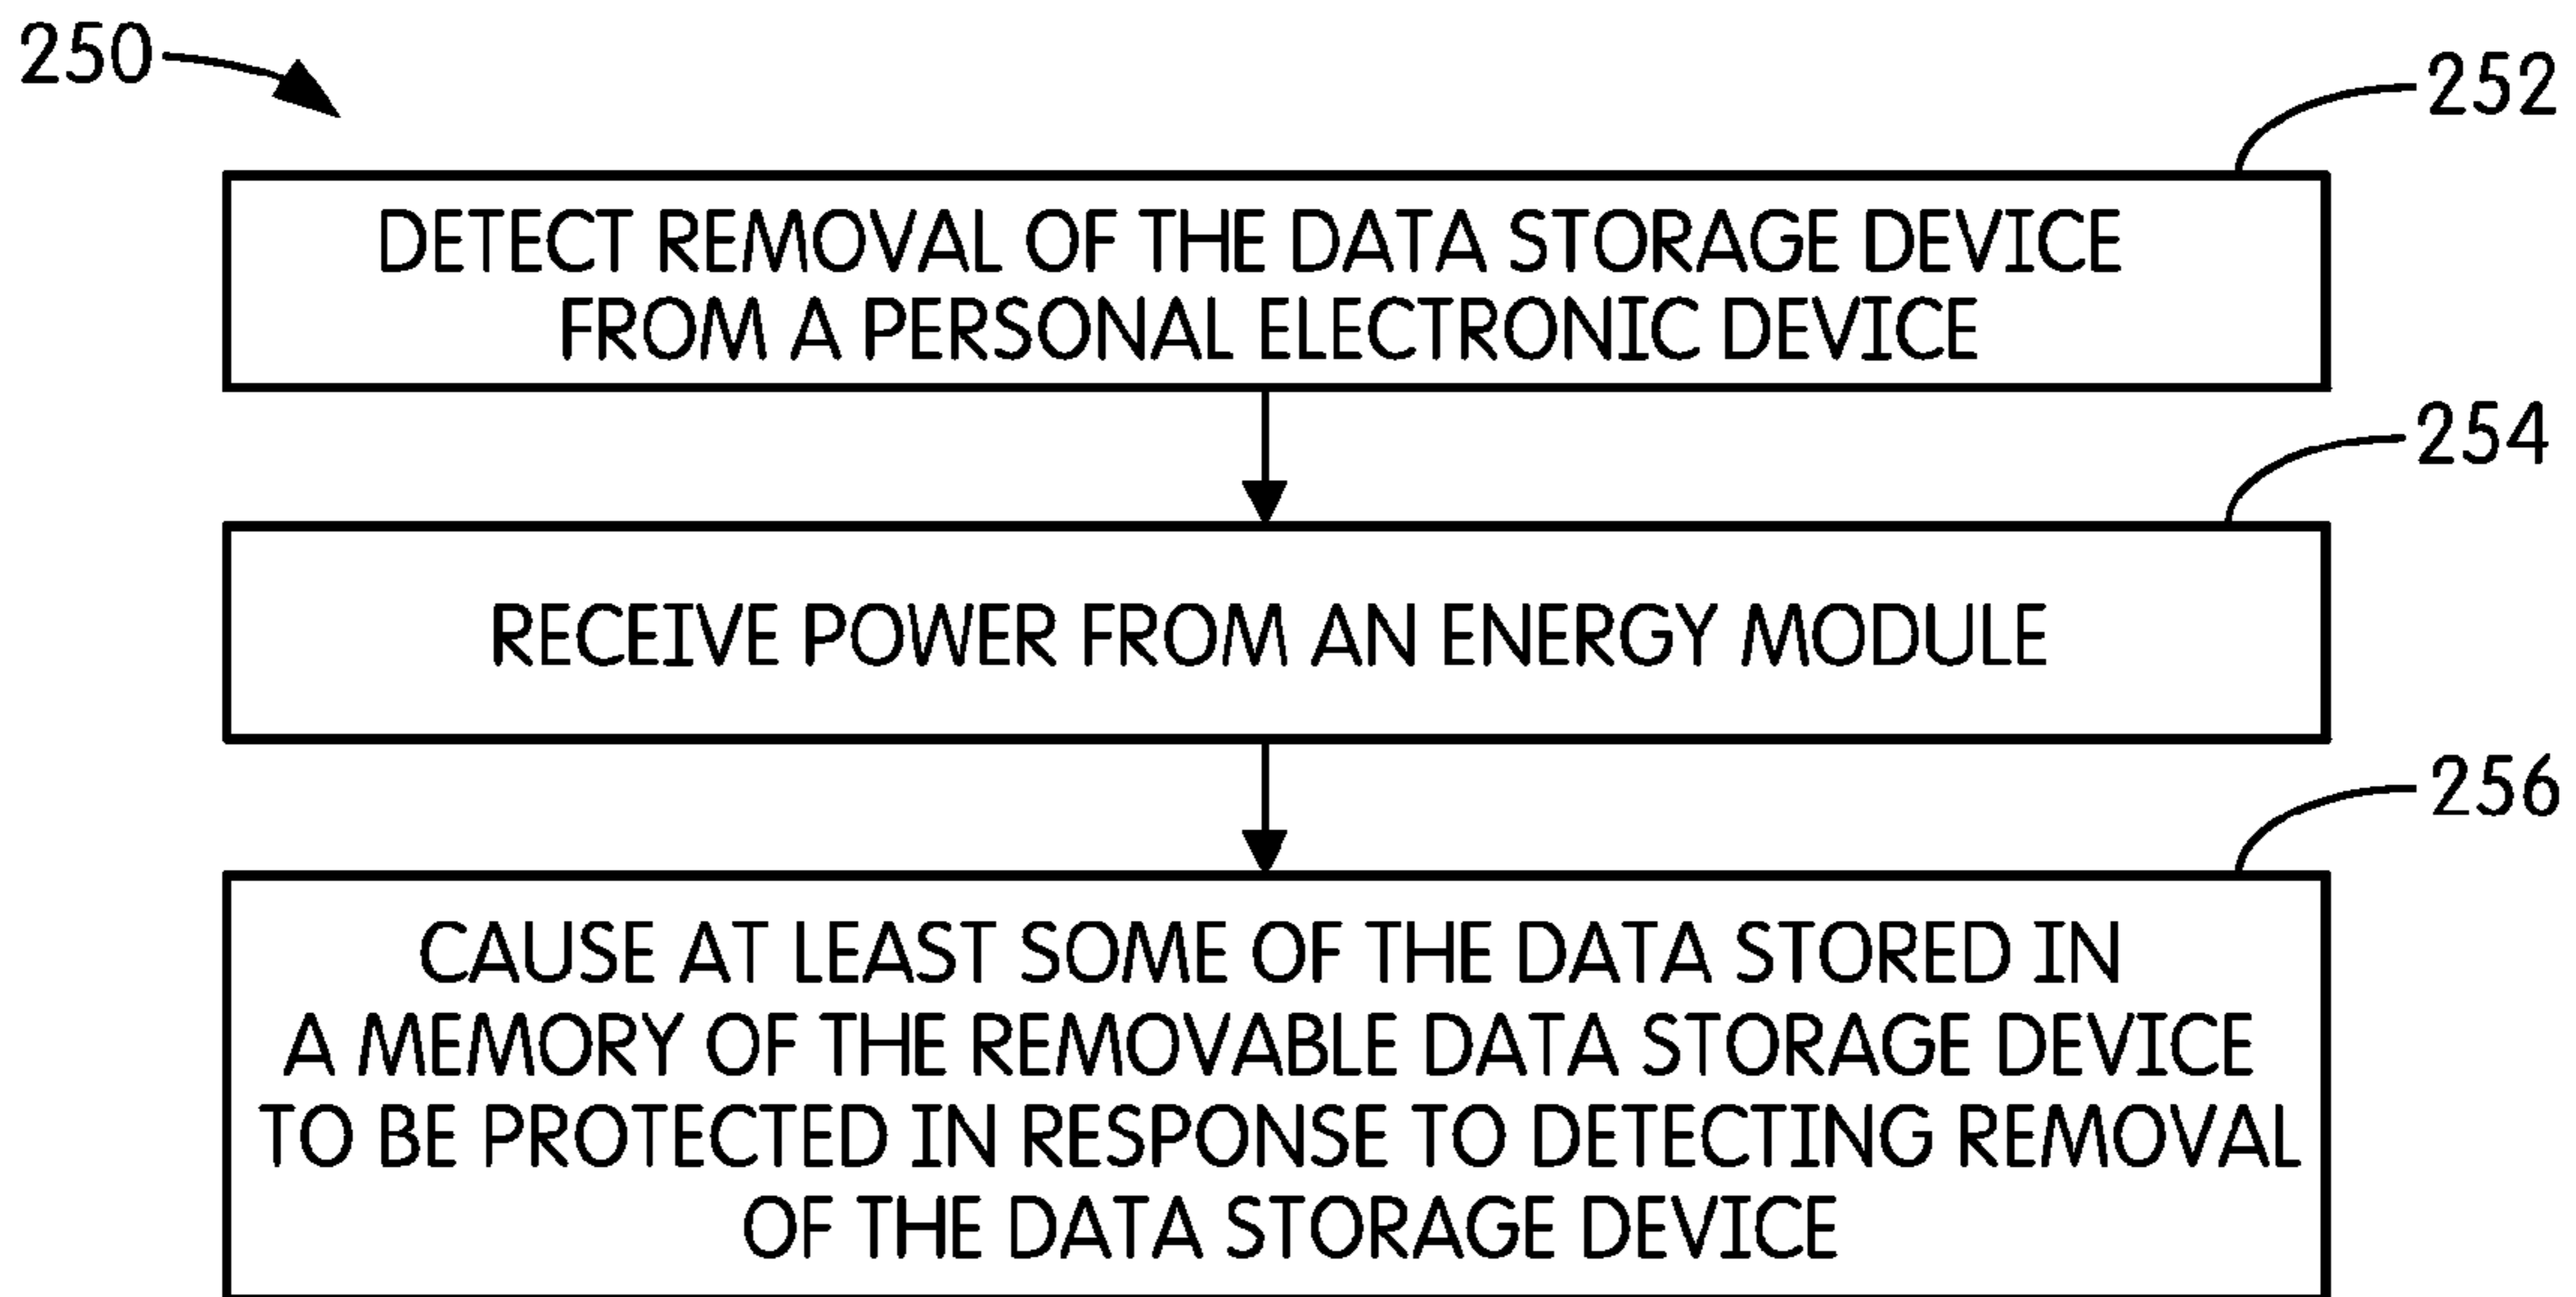 250
252
DETECT REMOVAL OF THE DATA STORAGE DEVICE
FROM A PERSONAL ELECTRONIC DEVICE
254
RECEIVE POWER FROM AN ENERGY MODULE
256
CAUSE AT LEAST SOME OF THE DATA STORED IN
A MEMORY OF THE REMOVABLE DATA STORAGE DEVICE
TO BE PROTECTED IN RESPONSE TO DETECTING REMOVAL
OF THE DATA STORAGE DEVICE